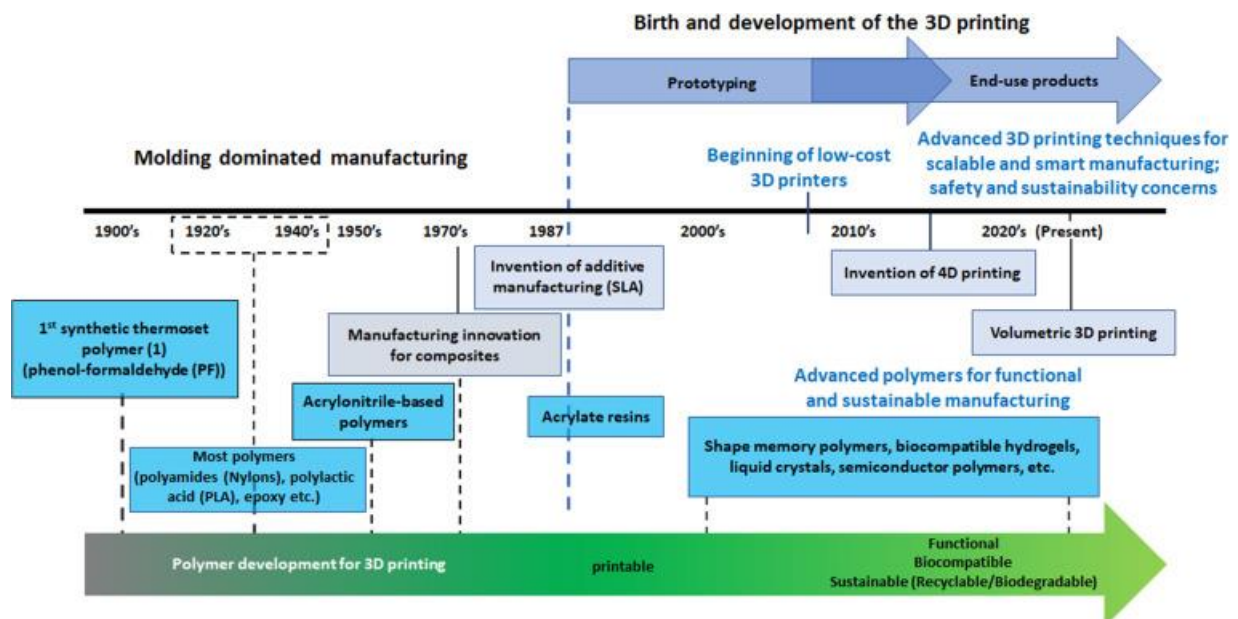 Birth and development of the 3D printing
Prototyping
End-use products
Molding dominated manufacturing
Beginning of low-cost
3D printers
Advanced 3D printing techniques for
scalable and smart manufacturing;
safety and sustainability concerns
1900's
1920's
1940's
1950's
1970's
1987
2000's
2010's
2020's (Present)
Invention of additive
manufacturing (SLA)
Invention of 4D printing
1st synthetic thermoset
polymer (1)
(phenol-formaldehyde (PF))
Manufacturing innovation
for composites
Volumetric 3D printing
Acrylonitrile-based
polymers
Acrylate resins
Advanced polymers for functional
and sustainable manufacturing
Most polymers
(polyamides (Nylons), polylactic
acid (PLA), epoxy etc.)
Shape memory polymers, biocompatible hydrogels,
liquid crystals, semiconductor polymers, etc.
Polymer development for 3D printing
printable
Functional
Biocompatible
Sustainable (Recyclable/Biodegradable)